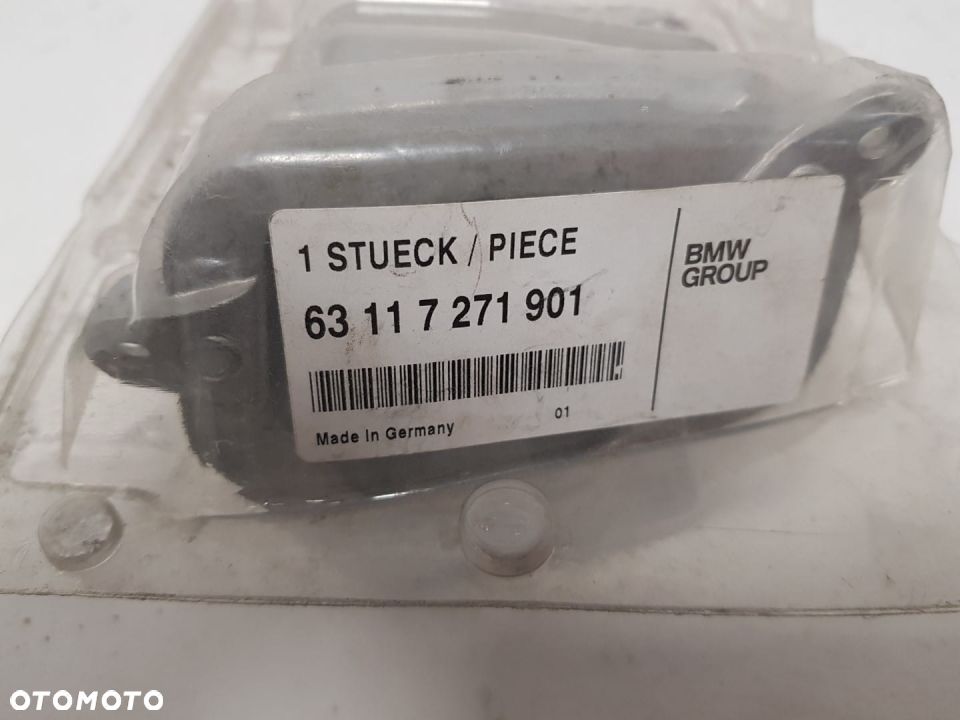 1 STUECK / PIECE
63 11 7 271 901
Made In Germany
01
BMW
GROUP
OTOMOTO